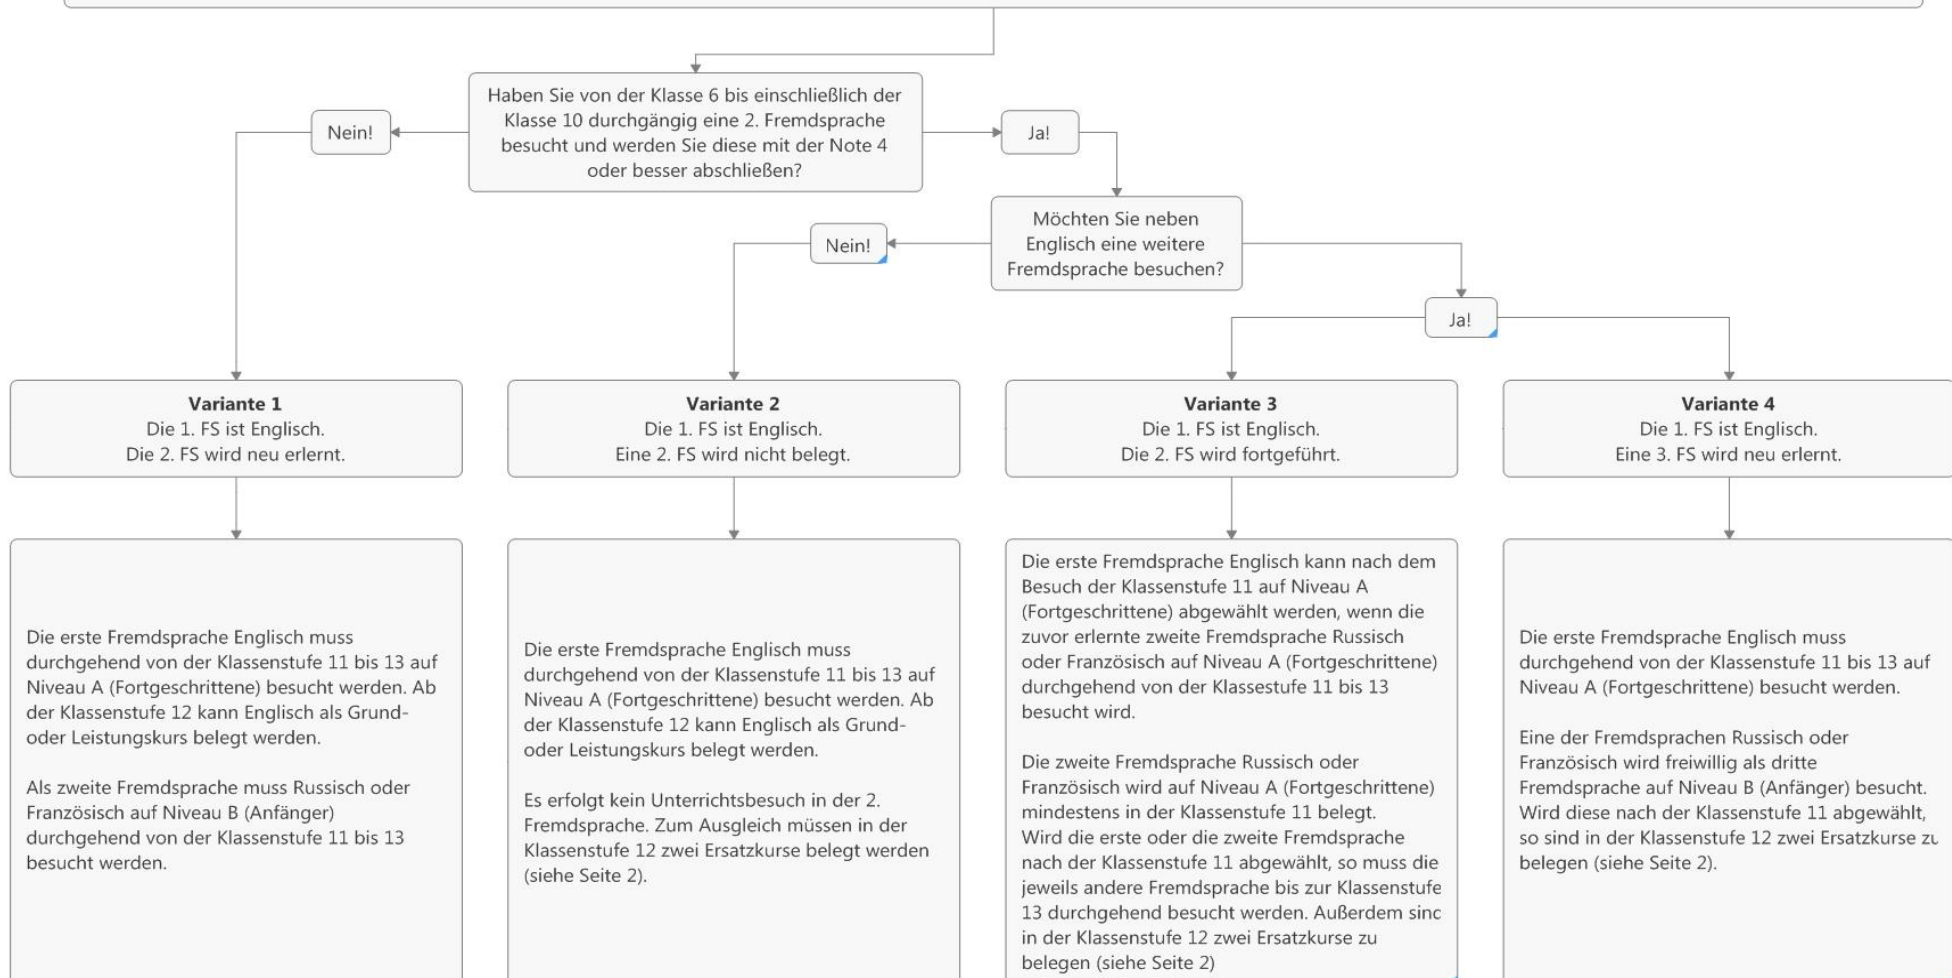 Haben Sie von der Klasse 6 bis einschließlich der
Klasse 10 durchgängig eine 2. Fremdsprache
besucht und werden Sie diese mit der Note 4
oder besser abschließen?
Nein!
Ja!
Möchten Sie neben
Englisch eine weitere
Fremdsprache besuchen?
Nein!
Ja!
Variante 1
Die 1. FS ist Englisch.
Die 2. FS wird neu erlernt.
Variante 2
Die 1. FS ist Englisch.
Eine 2. FS wird nicht belegt.
Variante 3
Die 1. FS ist Englisch.
Die 2. FS wird fortgeführt.
Variante 4
Die 1. FS ist Englisch.
Eine 3. FS wird neu erlernt.
Die erste Fremdsprache Englisch muss
durchgehend von der Klassenstufe 11 bis 13 auf
Niveau A (Fortgeschrittene) besucht werden. Ab
der Klassenstufe 12 kann Englisch als Grund-
oder Leistungskurs belegt werden.
Als zweite Fremdsprache muss Russisch oder
Französisch auf Niveau B (Anfänger)
durchgehend von der Klassenstufe 11 bis 13
besucht werden.
Die erste Fremdsprache Englisch muss
durchgehend von der Klassenstufe 11 bis 13 auf
Niveau A (Fortgeschrittene) besucht werden. Ab
der Klassenstufe 12 kann Englisch als Grund-
oder Leistungskurs belegt werden.
Es erfolgt kein Unterrichtsbesuch in der 2.
Fremdsprache. Zum Ausgleich müssen in der
Klassenstufe 12 zwei Ersatzkurse belegt werden
(siehe Seite 2).
Die erste Fremdsprache Englisch kann nach dem
Besuch der Klassenstufe 11 auf Niveau A
(Fortgeschrittene) abgewählt werden, wenn die
zuvor erlernte zweite Fremdsprache Russisch
oder Französisch auf Niveau A (Fortgeschrittene)
durchgehend von der Klassestufe 11 bis 13
besucht wird.
Die zweite Fremdsprache Russisch oder
Französisch wird auf Niveau A (Fortgeschrittene)
mindestens in der Klassenstufe 11 belegt.
Wird die erste oder die zweite Fremdsprache
nach der Klassenstufe 11 abgewählt, so muss die
jeweils andere Fremdsprache bis zur Klassenstufe
13 durchgehend besucht werden. Außerdem sind
in der Klassenstufe 12 zwei Ersatzkurse zu
belegen (siehe Seite 2)
Die erste Fremdsprache Englisch muss
durchgehend von der Klassenstufe 11 bis 13 auf
Niveau A (Fortgeschrittene) besucht werden.
Eine der Fremdsprachen Russisch oder
Französisch wird freiwillig als dritte
Fremdsprache auf Niveau B (Anfänger) besucht.
Wird diese nach der Klassenstufe 11 abgewählt,
so sind in der Klassenstufe 12 zwei Ersatzkurse zu
belegen (siehe Seite 2).